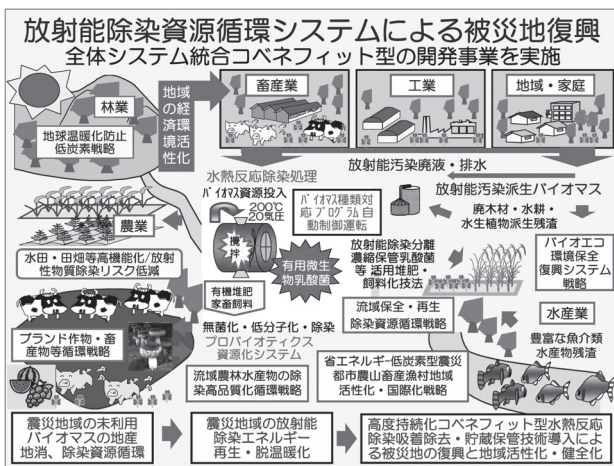 放射能除染資源循環システムによる被災地復興
全体システム統合コベネフィット型の開発事業を実施
林業
地球温暖化防止
低炭素戦略
地域
の経
済環
境活
性化
畜産業
工業
地域・家庭
水熱反応除染処理
バイオマス資源投入
200℃
20気圧
攪
拌
バイオマス種類対
応プログラム自
動制御運転
有用微生
物乳酸菌
有機堆肥
家畜飼料
無菌化・低分子化・除染
プロバイオティクス
資源化システム
放射能汚染廃液・排水
放射能汚染派生バイオマス
廃木材・水耕・
水生植物派生残渣
放射能除染分離
濃縮保管乳酸菌
等 活用堆肥・
飼料化技法
バイオエコ
環境保全
復興システム
戦略
農業
水田・田畑等高機能化/放射
性物質除染リスク低減
ブランド作物・畜
産物等循環戦略
流域農林水産物の除
染高品質化循環戦略
流域保全・再生
除染資源循環戦略
水産業
豊富な魚介類
水産物残渣
省エネルギー低炭素型震災
都市農山畜産漁村地域
活性化・国際化戦略
震災地域の未利用
バイオマスの地産
地消、除染資源循環
震災地域の放射能
除染エネルギー
再生・脱温暖化
高度持続化コベネフィット型水熱反応
除染吸着除去・貯蔵保管技術導入によ
る被災地の復興と地域活性化・健全化